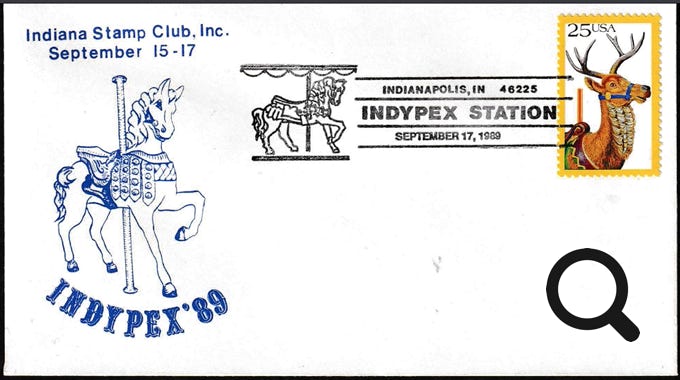 Indiana Stamp Club, Inc.
September 15-17
INDYPEX '89
INDIANAPOLIS, IN 46225
INDYPEX STATION
SEPTEMBER 17, 1989
25USA